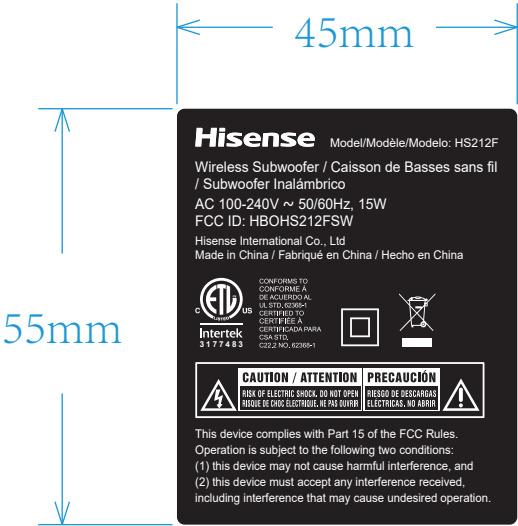 45mm
55mm
Hisense Model/Modèle/Modelo: HS212F
Wireless Subwoofer / Caisson de Basses sans fil
/ Subwoofer Inalámbrico
AC 100-240V ~ 50/60Hz, 15W
FCC ID: HBOHS212FSW
Hisense International Co., Ltd
Made in China / Fabriqué en China / Hecho en China
C ETL US
LISTED
Intertek
3177483
CONFORMS TO
CONFORME À
DE ACUERDO AL
UL STD. 62368-1
CERTIFIED TO
CERTIFIÉE À
CERTIFICADA PARA
CSA STD.
C22.2 NO. 62368-1
CAUTION / ATTENTION
RISK OF ELECTRIC SHOCK. DO NOT OPEN
RISQUE DE CHOC ÉLECTRIQUE. NE PAS OUVRIR
PRECAUCIÓN
RIESGO DE DESCARGAS
ELÉCTRICAS. NO ABRIR
This device complies with Part 15 of the FCC Rules.
Operation is subject to the following two conditions:
(1) this device may not cause harmful interference, and
(2) this device must accept any interference received,
including interference that may cause undesired operation.